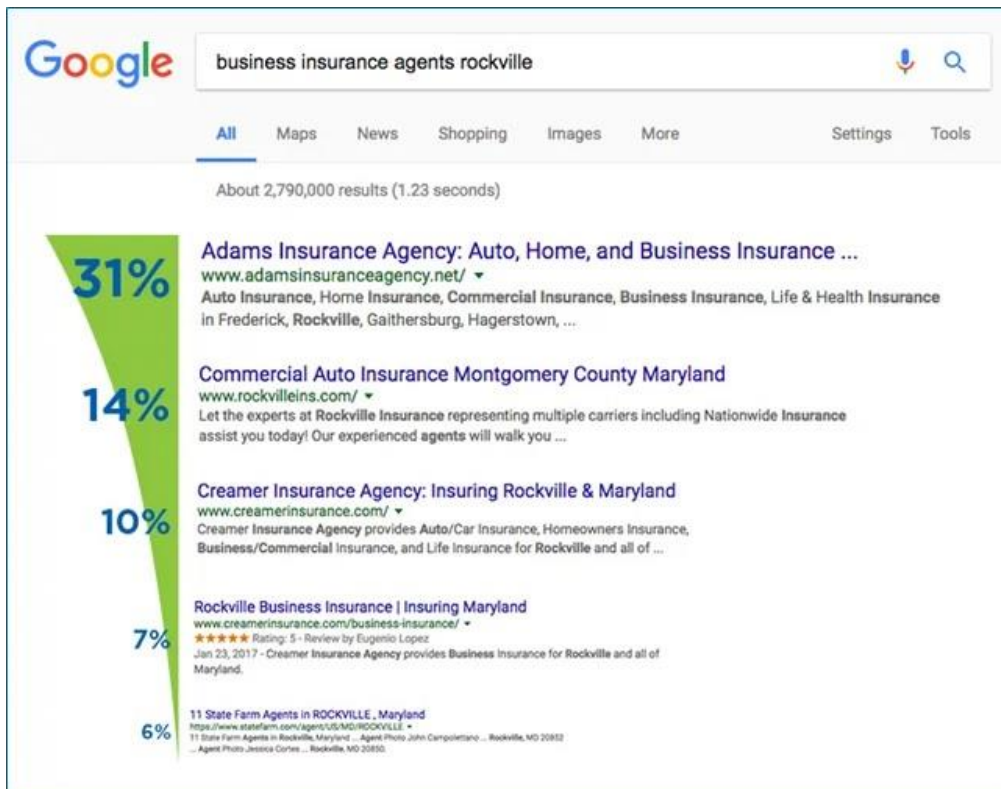 Google
business insurance agents rockville
All Maps News Shopping Images More Settings Tools
About 2,790,000 results (1.23 seconds)
31%
Adams Insurance Agency: Auto, Home, and Business Insurance ...
www.adamsinsuranceagency.net/
Auto Insurance, Home Insurance, Commercial Insurance, Business Insurance, Life & Health Insurance
in Frederick, Rockville, Gaithersburg, Hagerstown, ...
14%
Commercial Auto Insurance Montgomery County Maryland
www.rockvilleins.com/
Let the experts at Rockville Insurance representing multiple carriers including Nationwide Insurance
assist you today! Our experienced agents will walk you ...
10%
Creamer Insurance Agency: Insuring Rockville & Maryland
www.creamerinsurance.com/
Creamer Insurance Agency provides Auto/Car Insurance, Homeowners Insurance,
Business/Commercial Insurance, and Life Insurance for Rockville and all of ...
7%
Rockville Business Insurance | Insuring Maryland
www.creamerinsurance.com/business-insurance/
Rating: 5 - Review by Eugenio Lopez
Jan 23, 2017 - Creamer Insurance Agency provides Business Insurance for Rockville and all of
Maryland.
6%
11 State Farm Agents in ROCKVILLE , Maryland
https://www.statefarm.com/agent/US/MD/ROCKVILLE
11 State Farm Agents in Rockville, Maryland ... Agent Photo John Campolettano ... Rockville, MD 20852
... Agent Photo Jessica Cortes ... Rockville, MD 20850.